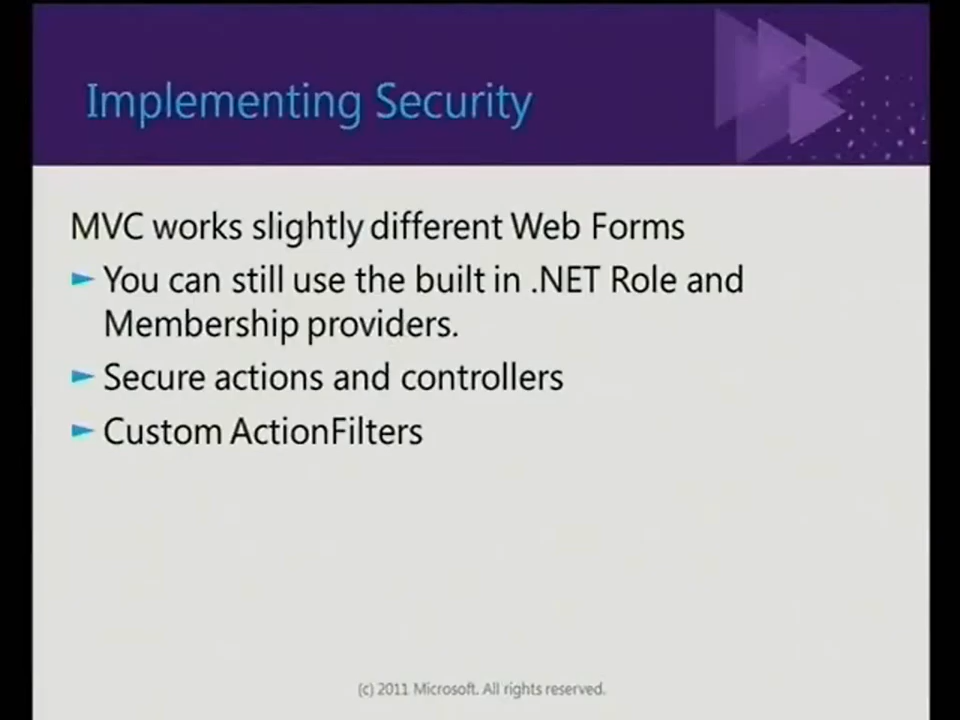 Implementing Security
MVC works slightly different Web Forms
You can still use the built in .NET Role and
Membership providers.
Secure actions and controllers
Custom ActionFilters
(c) 2011 Microsoft. All rights reserved.